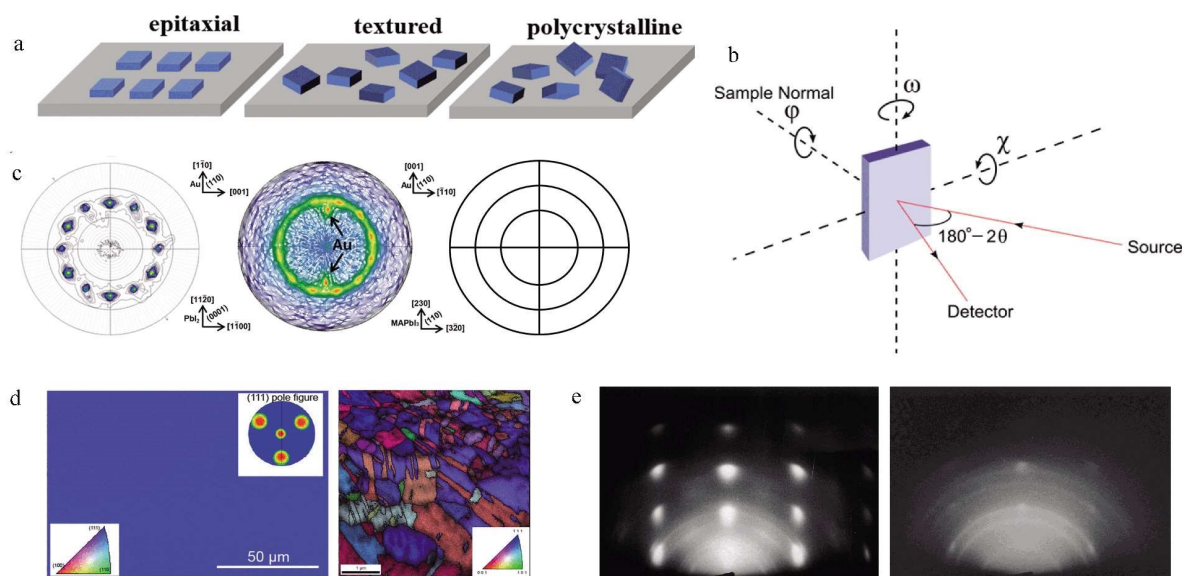 epitaxial
textured
polycrystalline
a
b
Sample Normal
φ
ω
χ
180°−2θ
Source
Detector
c
[11̄0]
Au
(110)
[001]
[112̄0]
PbI₂
(0001)
[11̄00]
Au
[001]
Au
(110)
[1̄10]
[230]
MAPbI₃
(110)
[32̄0]
d
(111) pole figure
(111)
(100)
(110)
50 µm
1 µm
111
001
101
e